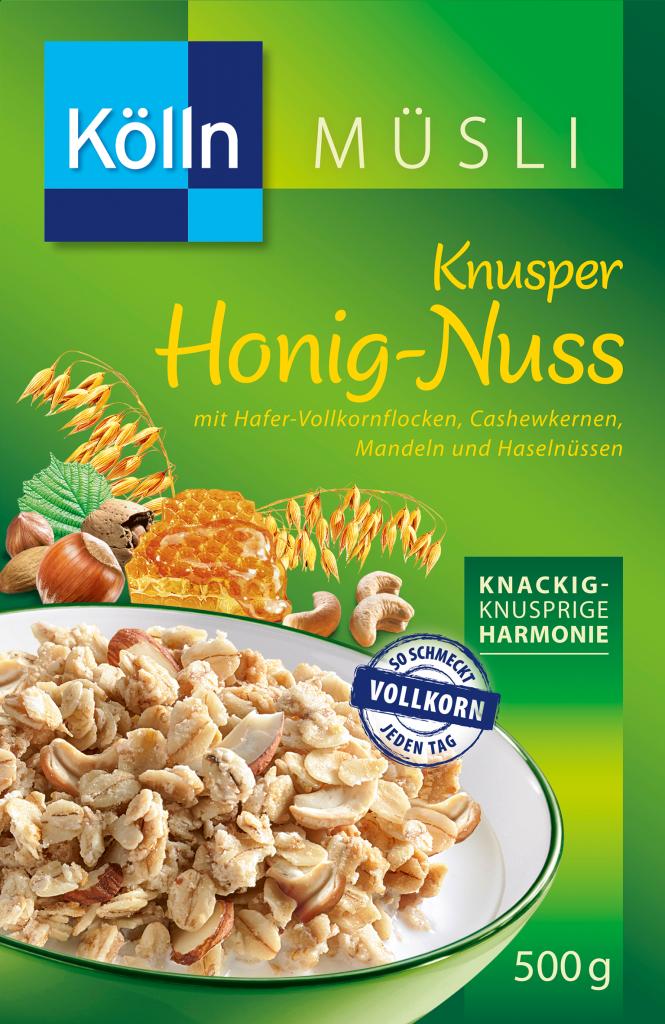 Kölln
MÜSLI
Knusper
Honig-Nuss
mit Hafer-Vollkornflocken, Cashewkernen,
Mandeln und Haselnüssen
KNACKIG-
KNUSPRIGE
HARMONIE
SO SCHMECKT
VOLLKORN
JEDEN TAG
500 g